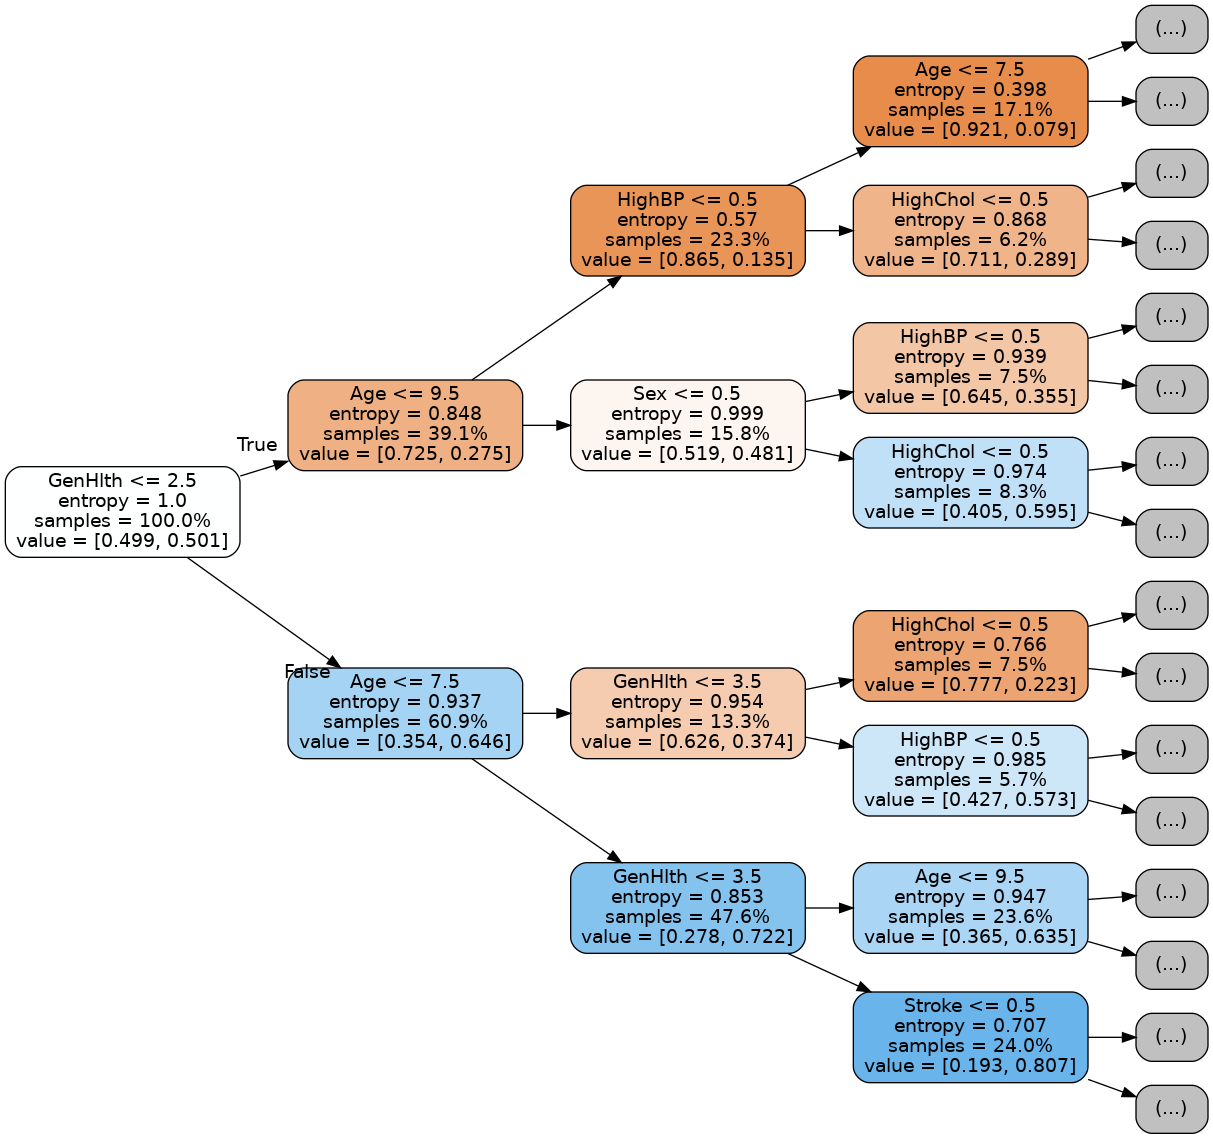 (...)
Age <= 7.5
entropy = 0.398
samples = 17.1%
value = [0.921, 0.079]
(...)
(...)
HighBP <= 0.5
entropy = 0.57
samples = 23.3%
value = [0.865, 0.135]
HighChol <= 0.5
entropy = 0.868
samples = 6.2%
value = [0.711, 0.289]
(...)
(...)
HighBP <= 0.5
entropy = 0.939
samples = 7.5%
value = [0.645, 0.355]
(...)
Age <= 9.5
entropy = 0.848
samples = 39.1%
value = [0.725, 0.275]
Sex <= 0.5
entropy = 0.999
samples = 15.8%
value = [0.519, 0.481]
True
HighChol <= 0.5
entropy = 0.974
samples = 8.3%
value = [0.405, 0.595]
(...)
(...)
GenHlth <= 2.5
entropy = 1.0
samples = 100.0%
value = [0.499, 0.501]
(...)
HighChol <= 0.5
entropy = 0.766
samples = 7.5%
value = [0.777, 0.223]
(...)
False
Age <= 7.5
entropy = 0.937
samples = 60.9%
value = [0.354, 0.646]
GenHlth <= 3.5
entropy = 0.954
samples = 13.3%
value = [0.626, 0.374]
(...)
HighBP <= 0.5
entropy = 0.985
samples = 5.7%
value = [0.427, 0.573]
(...)
GenHlth <= 3.5
entropy = 0.853
samples = 47.6%
value = [0.278, 0.722]
Age <= 9.5
entropy = 0.947
samples = 23.6%
value = [0.365, 0.635]
(...)
(...)
Stroke <= 0.5
entropy = 0.707
samples = 24.0%
value = [0.193, 0.807]
(...)
(...)